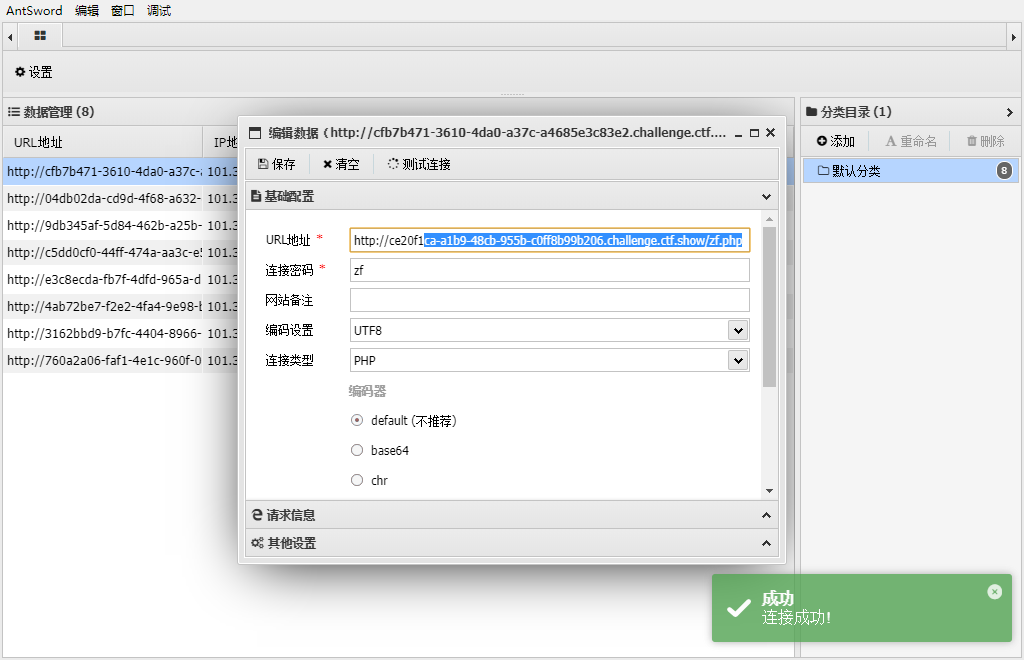 AntSword 编辑 窗口 调试
设置
数据管理 (8)
URL地址 IP地
http://cfb7b471-3610-4da0-a37c- 101.3
http://04db02da-cd9d-4f68-a632- 101.3
http://9db345af-5d84-462b-a25b- 101.3
http://c5dd0cf0-44ff-474a-aa3c-e5 101.3
http://e3c8ecda-fb7f-4dfd-965a-d 101.3
http://4ab72be7-f2e2-4fa4-9e98-b 101.3
http://3162bbd9-b7fc-4404-8966- 101.3
http://760a2a06-faf1-4e1c-960f-0 101.3
编辑数据 (http://cfb7b471-3610-4da0-a37c-a4685e3c83e2.challenge.ctf....
保存 清空 测试连接
基础配置
URL地址 * http://ce20f1ca-a1b9-48cb-955b-c0ff8b99b206.challenge.ctf.show/zf.php
连接密码 * zf
网站备注
编码设置 UTF8
连接类型 PHP
编码器
default (不推荐)
base64
chr
请求信息
其他设置
分类目录 (1)
添加 重命名 删除
默认分类 8
成功
连接成功!